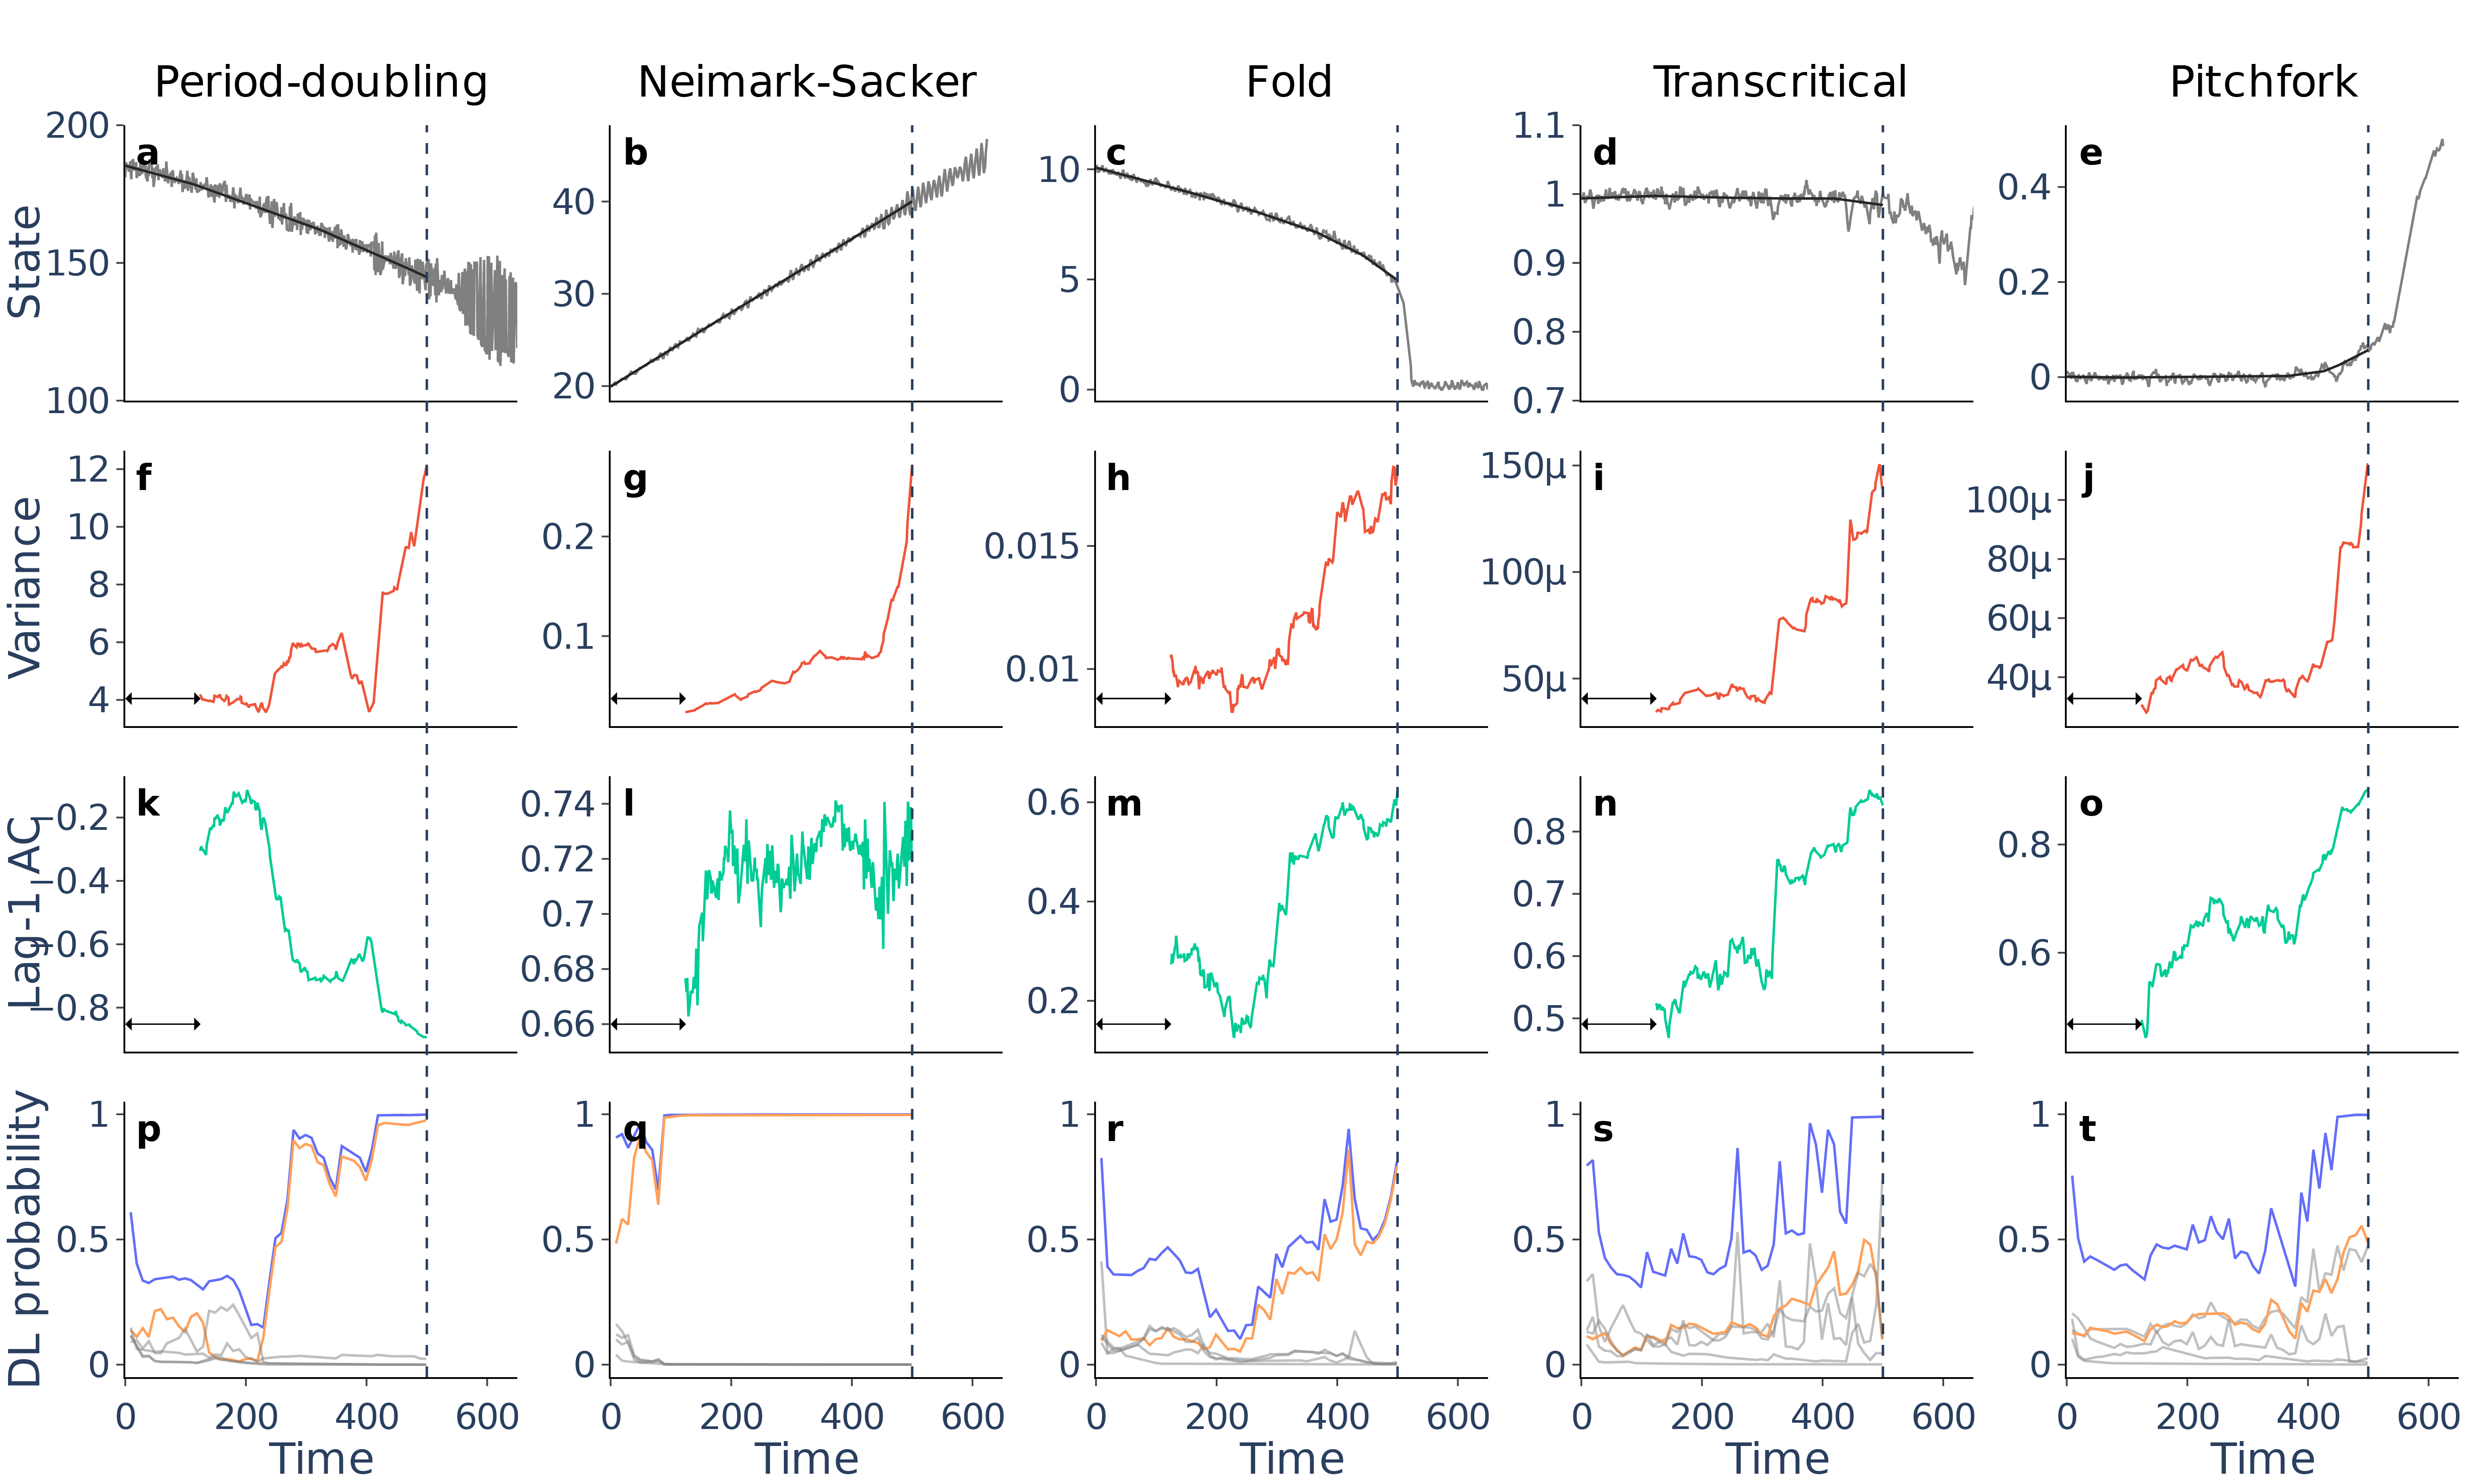 Period-doubling
Neimark-Sacker
Fold
Transcritical
Pitchfork
State
200
150
100
a
40
30
20
b
10
5
0
c
1.1
1
0.9
0.8
0.7
d
0.4
0.2
0
e
Variance
12
10
8
6
4
f
0.2
0.1
g
0.015
0.01
h
150μ
100μ
50μ
i
100μ
80μ
60μ
40μ
j
Lag-1 AC
−0.2
−0.4
−0.6
−0.8
k
0.74
0.72
0.7
0.68
0.66
l
0.6
0.4
0.2
m
0.8
0.7
0.6
0.5
n
0.8
0.6
o
DL probability
1
0.5
0
p
1
0.5
0
q
1
0.5
0
r
1
0.5
0
s
1
0.5
0
t
0 200 400 600
0 200 400 600
0 200 400 600
0 200 400 600
0 200 400 600
Time
Time
Time
Time
Time